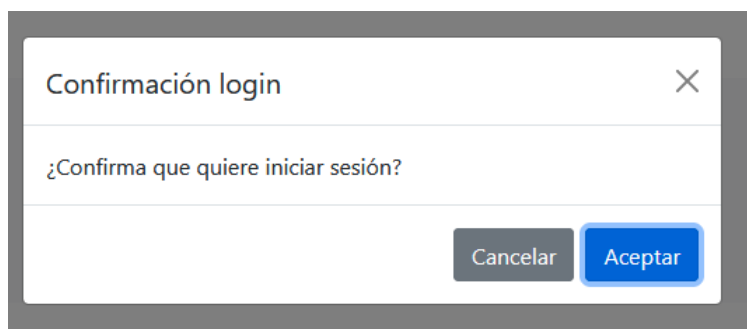 Confirmación login
¿Confirma que quiere iniciar sesión?
Cancelar
Aceptar